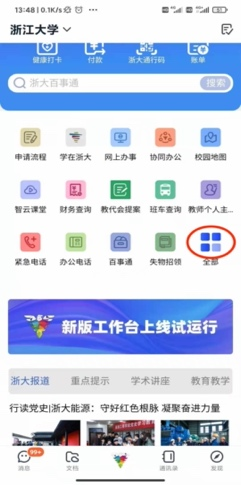 13:48 | 0.1K/s
浙江大学
健康打卡 付款 浙大通行码 账单
浙大百事通 搜索
申请流程 学在浙大 网上办事 协同办公 校园地图
智云课堂 财务查询 教代会提案 班车查询 教师个人主...
紧急电话 办公电话 百事通 失物招领 全部
新版工作台上线试运行
浙大报道 重点提示 学术讲座 教育教学
行读党史|浙大能源：守好红色根脉 凝聚奋进力量
99+
消息 文档 通讯录 发现